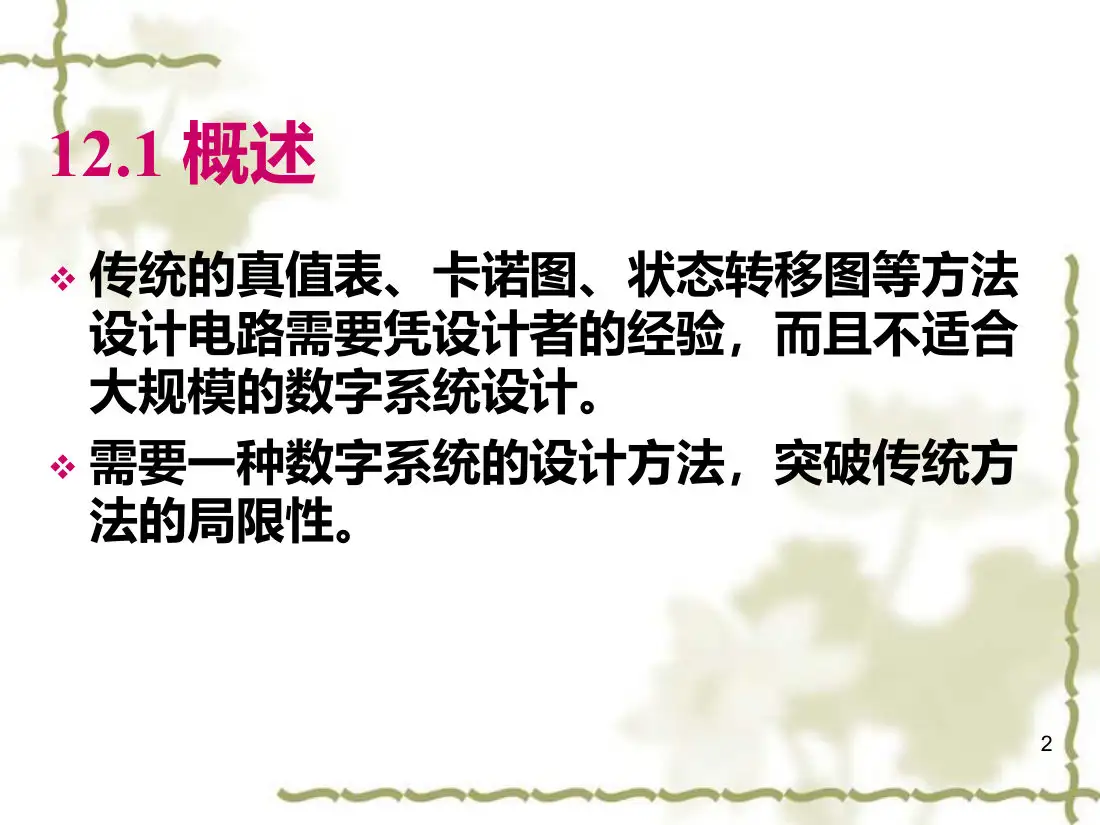 12.1 概述
传统的真值表、卡诺图、状态转移图等方法
设计电路需要凭设计者的经验，而且不适合
大规模的数字系统设计。
需要一种数字系统的设计方法，突破传统方
法的局限性。
2